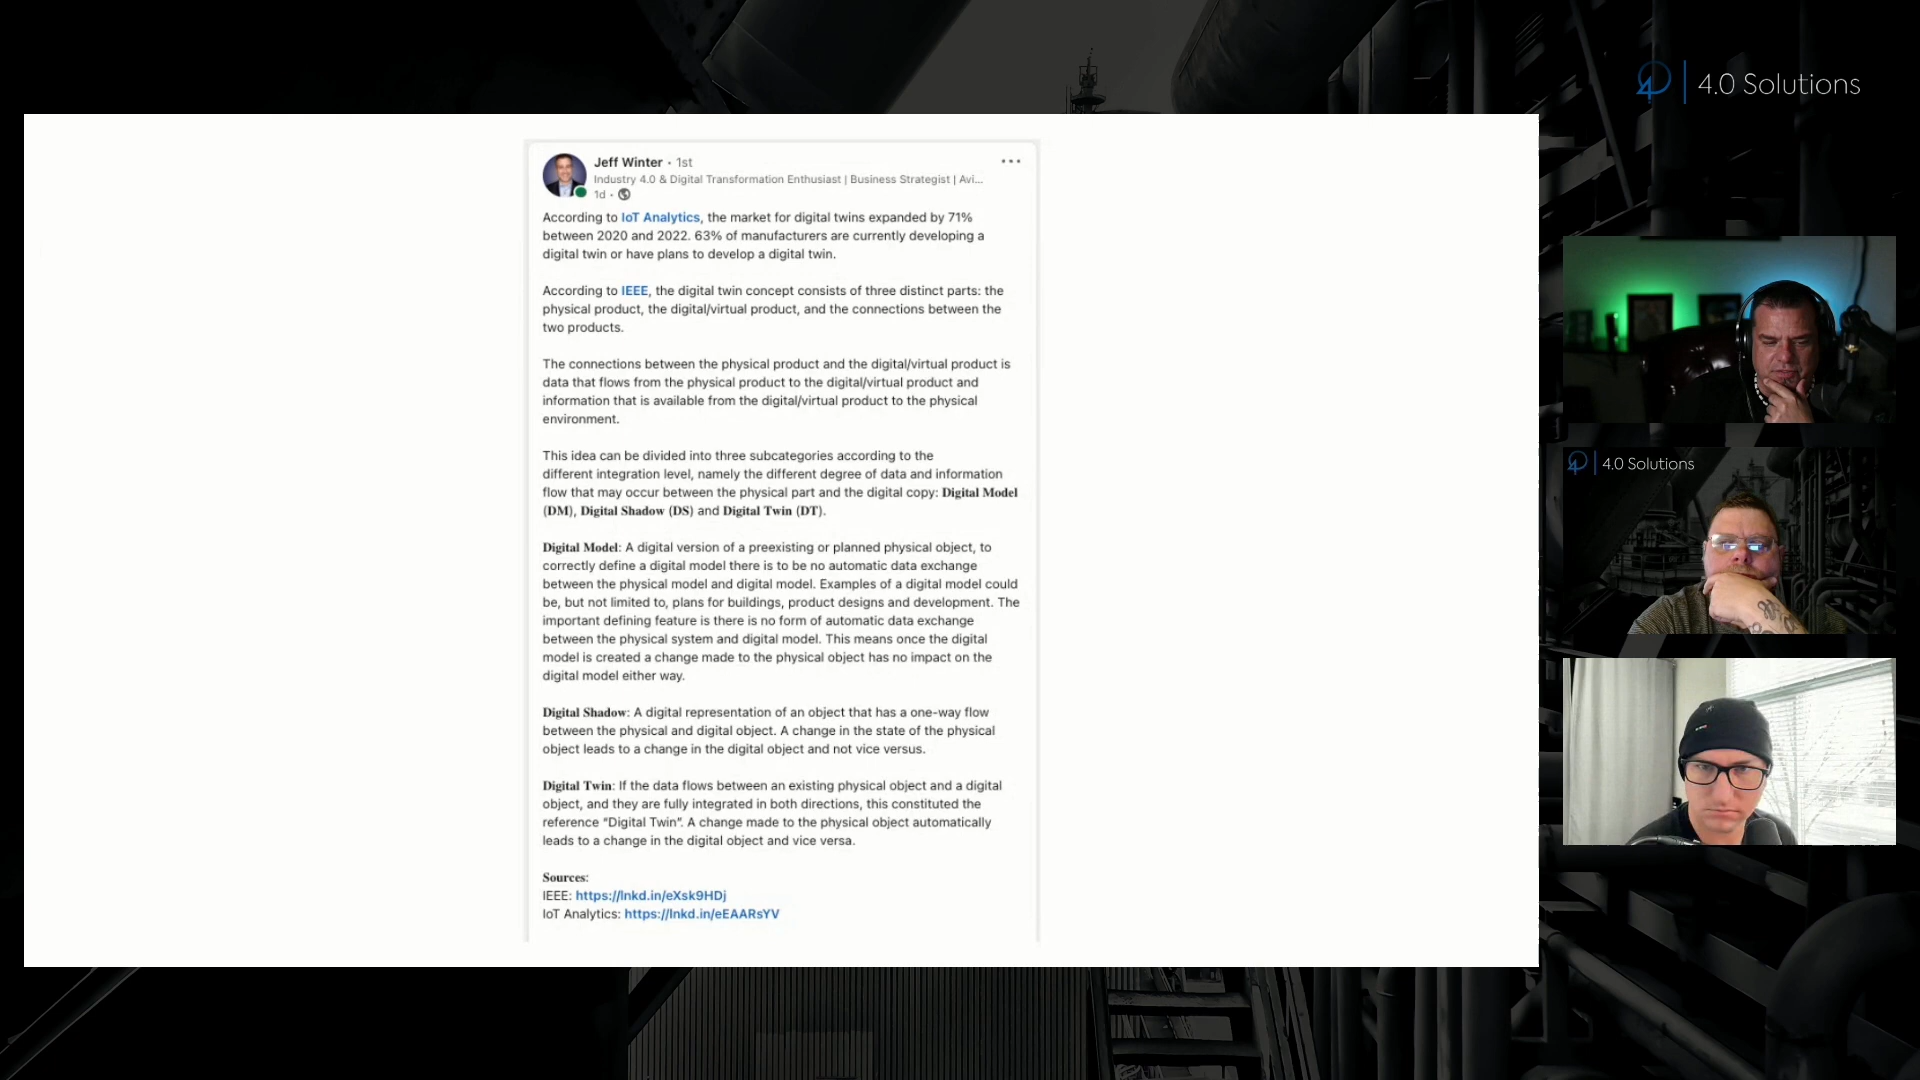 4.0 Solutions
Jeff Winter • 1st
Industry 4.0 & Digital Transformation Enthusiast | Business Strategist | Avi...
1d •
According to IoT Analytics, the market for digital twins expanded by 71%
between 2020 and 2022. 63% of manufacturers are currently developing a
digital twin or have plans to develop a digital twin.
According to IEEE, the digital twin concept consists of three distinct parts: the
physical product, the digital/virtual product, and the connections between the
two products.
The connections between the physical product and the digital/virtual product is
data that flows from the physical product to the digital/virtual product and
information that is available from the digital/virtual product to the physical
environment.
This idea can be divided into three subcategories according to the
different integration level, namely the different degree of data and information
flow that may occur between the physical part and the digital copy: Digital Model
(DM), Digital Shadow (DS) and Digital Twin (DT).
Digital Model: A digital version of a preexisting or planned physical object, to
correctly define a digital model there is to be no automatic data exchange
between the physical model and digital model. Examples of a digital model could
be, but not limited to, plans for buildings, product designs and development. The
important defining feature is there is no form of automatic data exchange
between the physical system and digital model. This means once the digital
model is created a change made to the physical object has no impact on the
digital model either way.
Digital Shadow: A digital representation of an object that has a one-way flow
between the physical and digital object. A change in the state of the physical
object leads to a change in the digital object and not vice versus.
Digital Twin: If the data flows between an existing physical object and a digital
object, and they are fully integrated in both directions, this constituted the
reference “Digital Twin”. A change made to the physical object automatically
leads to a change in the digital object and vice versa.
Sources:
IEEE: https://lnkd.in/eXsk9HDj
IoT Analytics: https://lnkd.in/eEAARsYV
4.0 Solutions